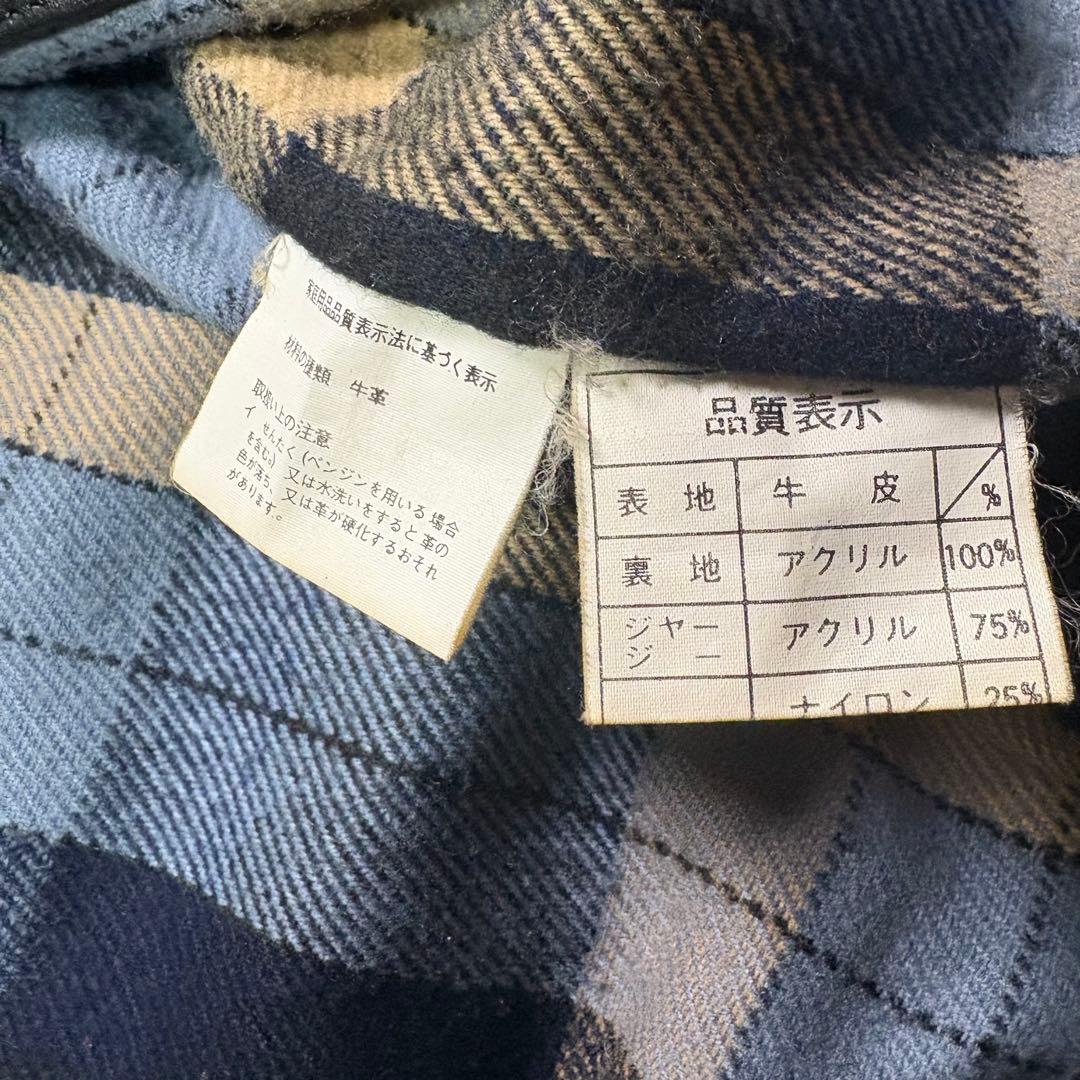 家庭用品品質表示法に基づく表示
材料の種類 牛革
取扱い上の注意
イ せんたく(ベンジンを用いる場合
を含む。)又は水洗いをすると革の
色が落ち、又は革が硬化するおそれ
があります。
品質表示
表 地 牛 皮 %
裏 地 アクリル 100%
ジャー アクリル 75%
ジ ー
ナイロン 25%